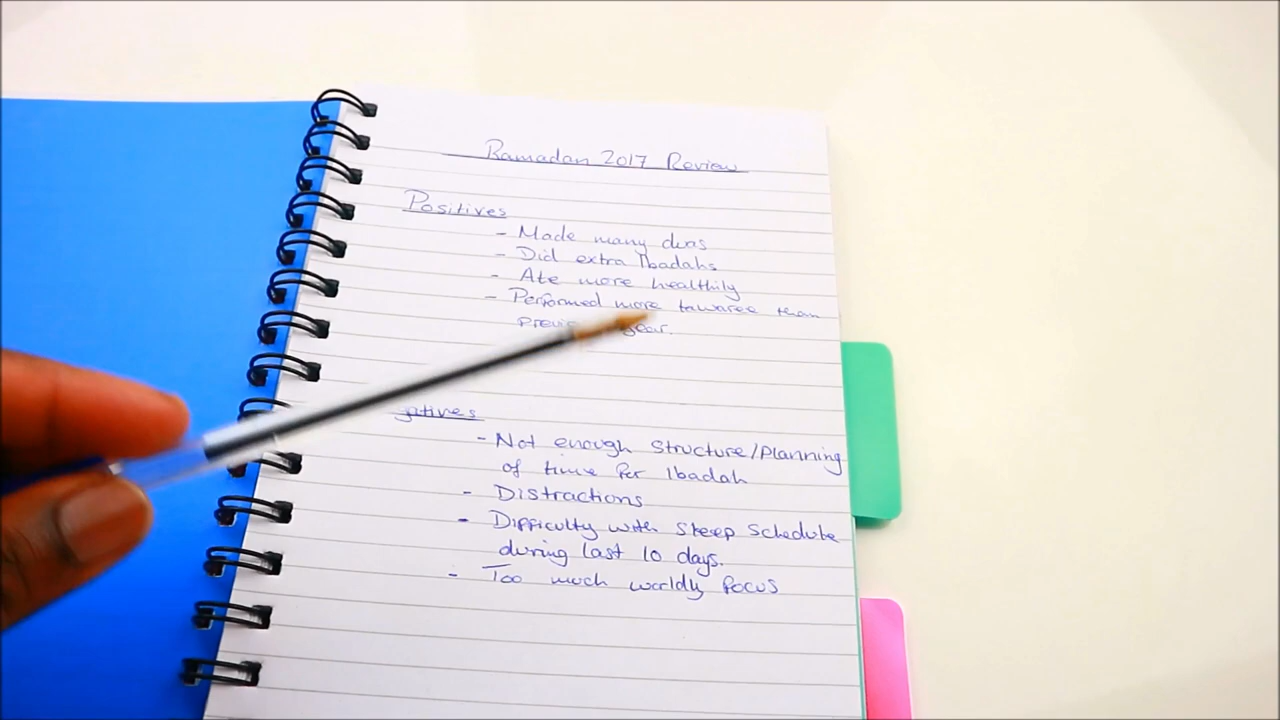 Ramadan 2017 Review
Positives
- Made many duas
- Did extra Ibadahs
- Ate more healthily
- Performed more tawaree than
year.
- Not enough Structure/Planning
of time for Ibadah
- Distractions
- Difficulty with Sleep Schedule
during last 10 days.
- Too much worldly focus